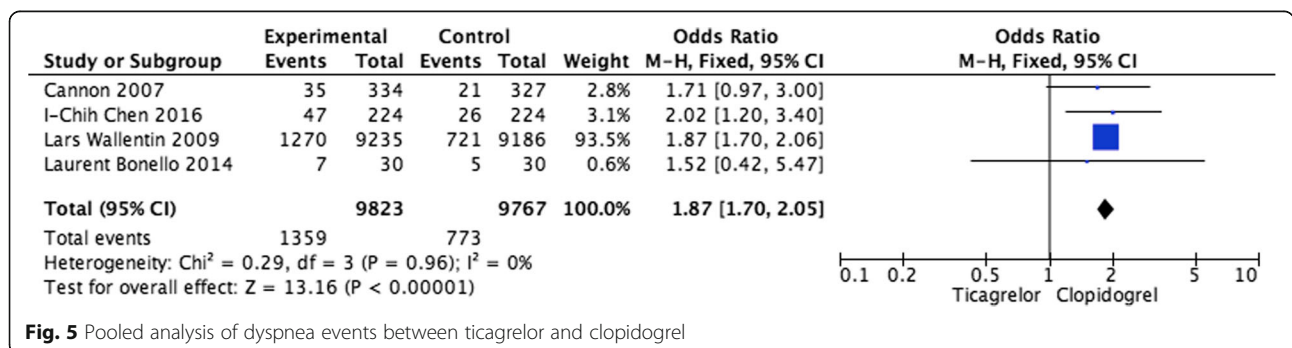 Experimental Control Odds Ratio Odds Ratio
Study or Subgroup Events Total Events Total Weight M-H, Fixed, 95% CI M-H, Fixed, 95% CI
Cannon 2007 35 334 21 327 2.8% 1.71 [0.97, 3.00]
I-Chih Chen 2016 47 224 26 224 3.1% 2.02 [1.20, 3.40]
Lars Wallentin 2009 1270 9235 721 9186 93.5% 1.87 [1.70, 2.06]
Laurent Bonello 2014 7 30 5 30 0.6% 1.52 [0.42, 5.47]
Total (95% CI) 9823 9767 100.0% 1.87 [1.70, 2.05]
Total events 1359 773
Heterogeneity: Chi² = 0.29, df = 3 (P = 0.96); I² = 0%
Test for overall effect: Z = 13.16 (P < 0.00001)
0.1 0.2 0.5 1 2 5 10
Ticagrelor Clopidogrel
Fig. 5 Pooled analysis of dyspnea events between ticagrelor and clopidogrel